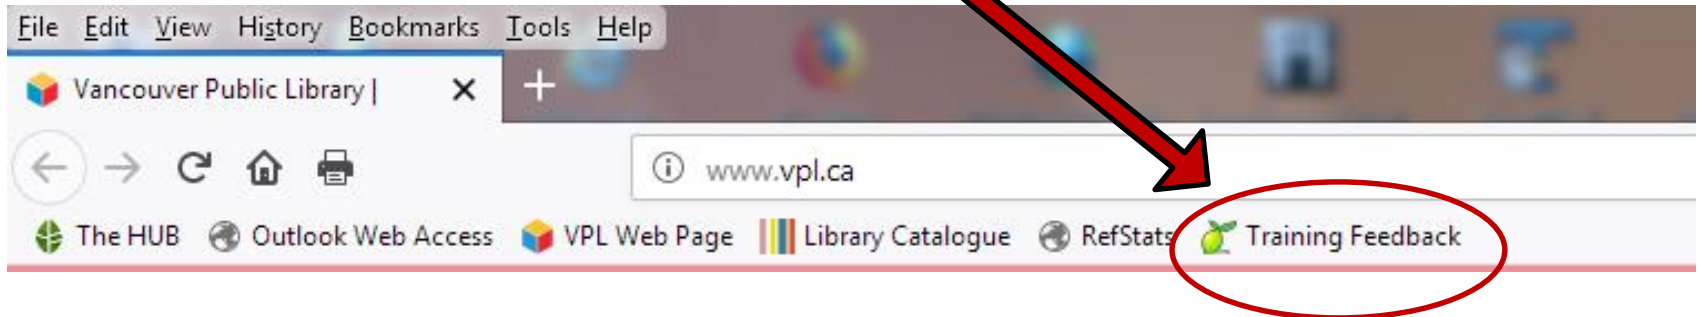 File Edit View History Bookmarks Tools Help
Vancouver Public Library |
www.vpl.ca
The HUB Outlook Web Access VPL Web Page Library Catalogue RefStats Training Feedback